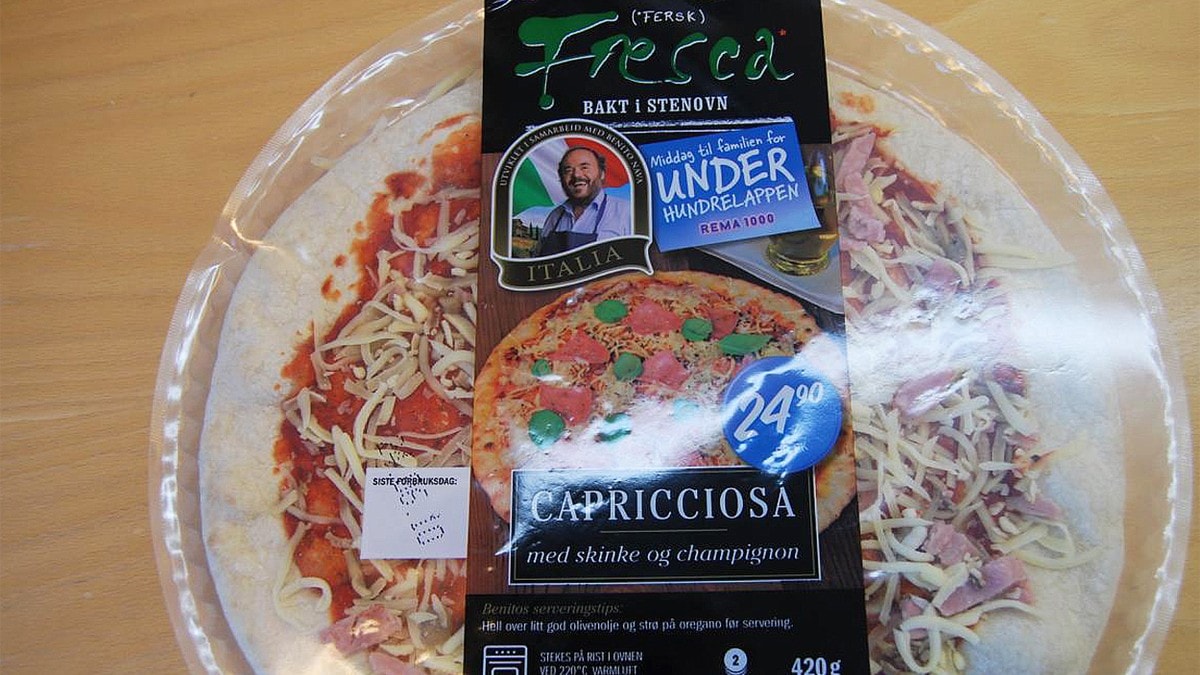 (*FERSK)
Fresca*
BAKT i STENOVN
UTVIKLET I SAMARBEID MED BENITO NAVA
ITALIA
Middag til familien for
UNDER
HUNDRELAPPEN
REMA 1000
24⁹⁰
SISTE FORBRUKSDAG:
CAPRICCIOSA
med skinke og champignon
Benitos serveringstips:
Hell over litt god olivenolje og strø på oregano før servering.
STEKES PÅ RIST I OVNEN
VED 220°C VARMLUFT
2
420g